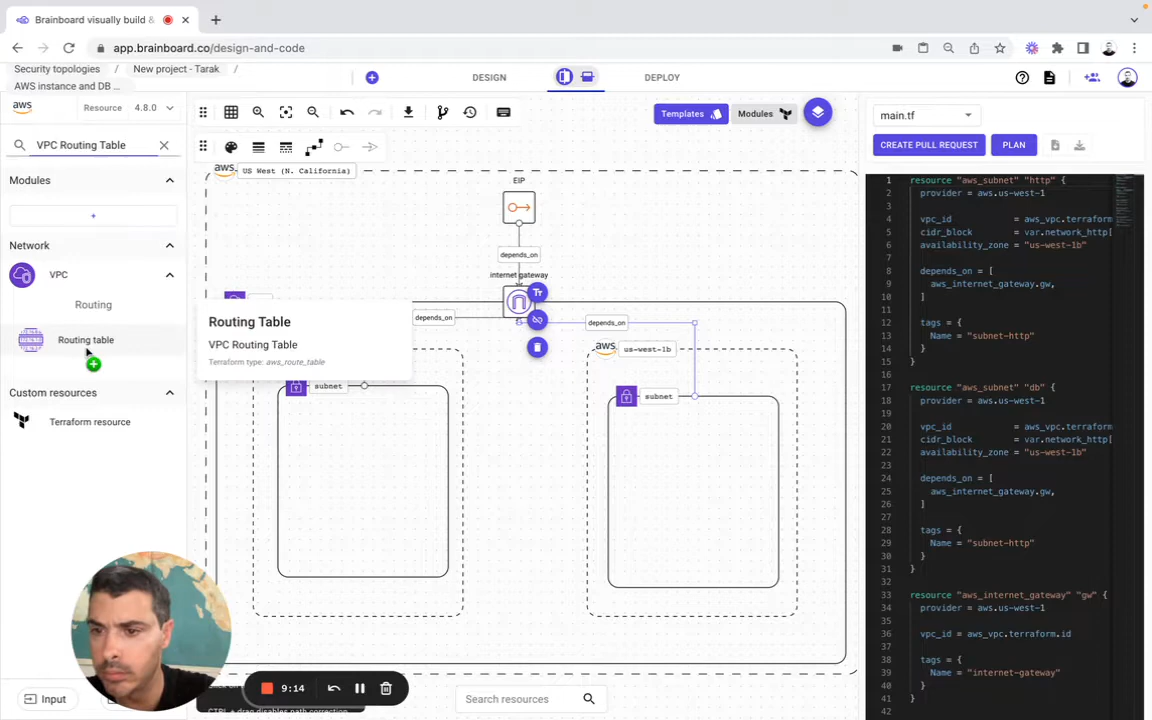 Brainboard visually build &
app.brainboard.co/design-and-code
Security topologies / New project - Tarak /
AWS instance and DB ...
DESIGN
DEPLOY
aws
Resource 4.8.0
VPC Routing Table
Templates
Modules
main.tf
CREATE PULL REQUEST
PLAN
Modules
+
Network
VPC
Routing
Routing table
Custom resources
Terraform resource
Input
aws
US West (N. California)
EIP
depends_on
internet gateway
depends_on
depends_on
Routing Table
VPC Routing Table
Terraform type: aws_route_table
subnet
aws
us-west-1b
subnet
9:14
CTRL + drag disables path correction
Search resources
1 resource "aws_subnet" "http" {
2 provider = aws.us-west-1
3
4 vpc_id = aws_vpc.terraform
5 cidr_block = var.network_http[
6 availability_zone = "us-west-1b"
7
8 depends_on = [
9 aws_internet_gateway.gw,
10 ]
11
12 tags = {
13 Name = "subnet-http"
14 }
15 }
16
17 resource "aws_subnet" "db" {
18 provider = aws.us-west-1
19
20 vpc_id = aws_vpc.terraform
21 cidr_block = var.network_http[
22 availability_zone = "us-west-1b"
23
24 depends_on = [
25 aws_internet_gateway.gw,
26 ]
27
28 tags = {
29 Name = "subnet-http"
30 }
31 }
32
33 resource "aws_internet_gateway" "gw" {
34 provider = aws.us-west-1
35
36 vpc_id = aws_vpc.terraform.id
37
38 tags = {
39 Name = "internet-gateway"
40 }
41 }
42